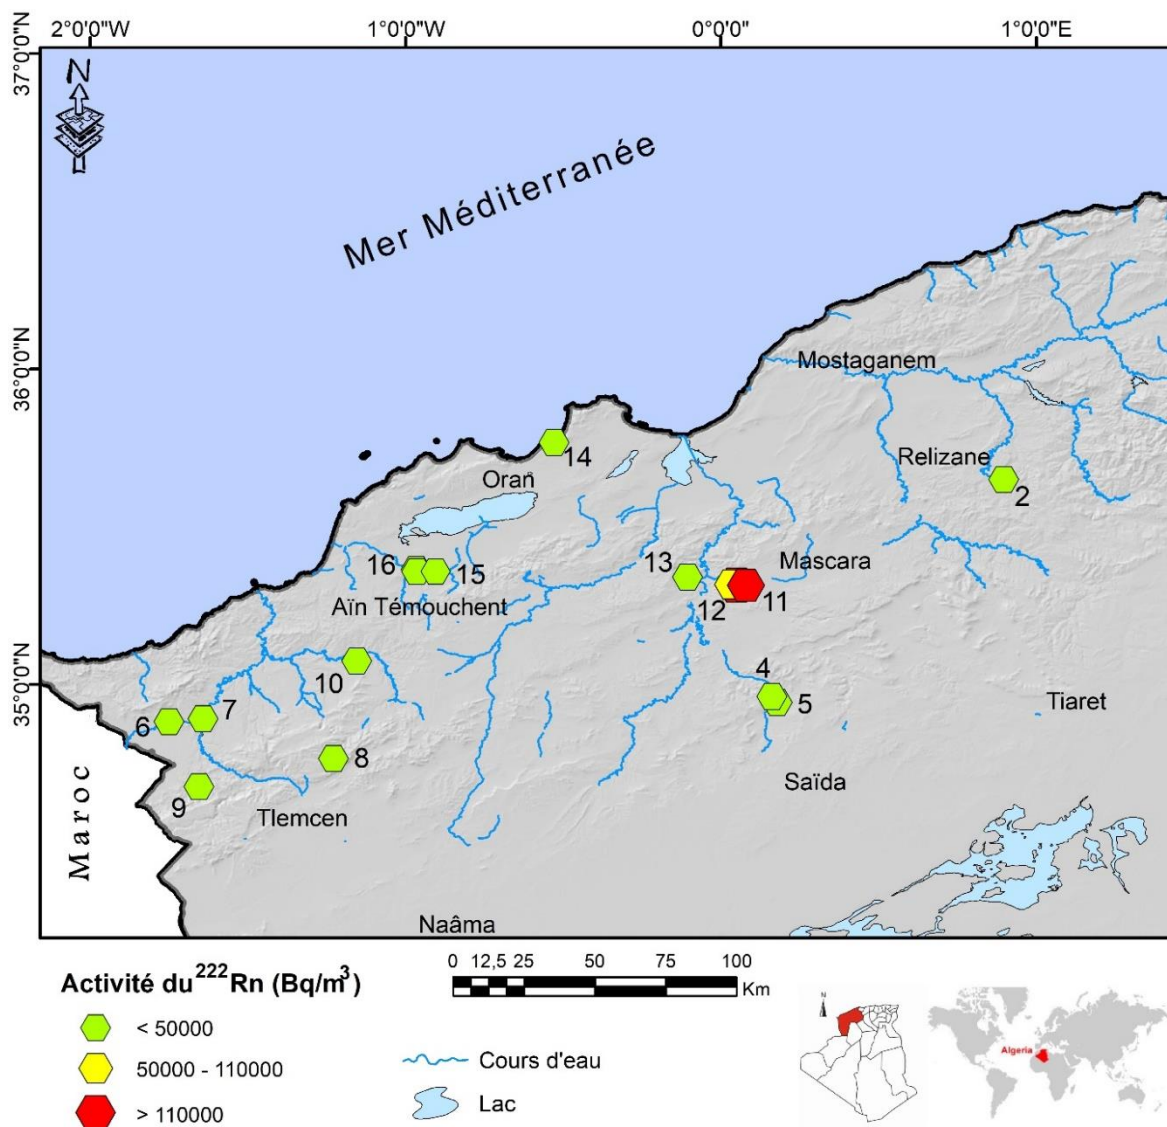 2°0'0"W 1°0'0"W 0°0'0" 1°0'0"E
37°0'0"N
N
Mer Méditerranée
36°0'0"N
Mostaganem
Relizane
14
Oran
2
16
15
13
Mascara
Aïn Témouchent
12
11
10
4
35°0'0"N
6
7
5
Tiaret
8
9
Saïda
Maroc
Tlemcen
Naâma
Activité du ²²²Rn (Bq/m³)
0 12,5 25 50 75 100
Km
< 50000
50000 - 110000
> 110000
Cours d'eau
Lac
N
Algeria